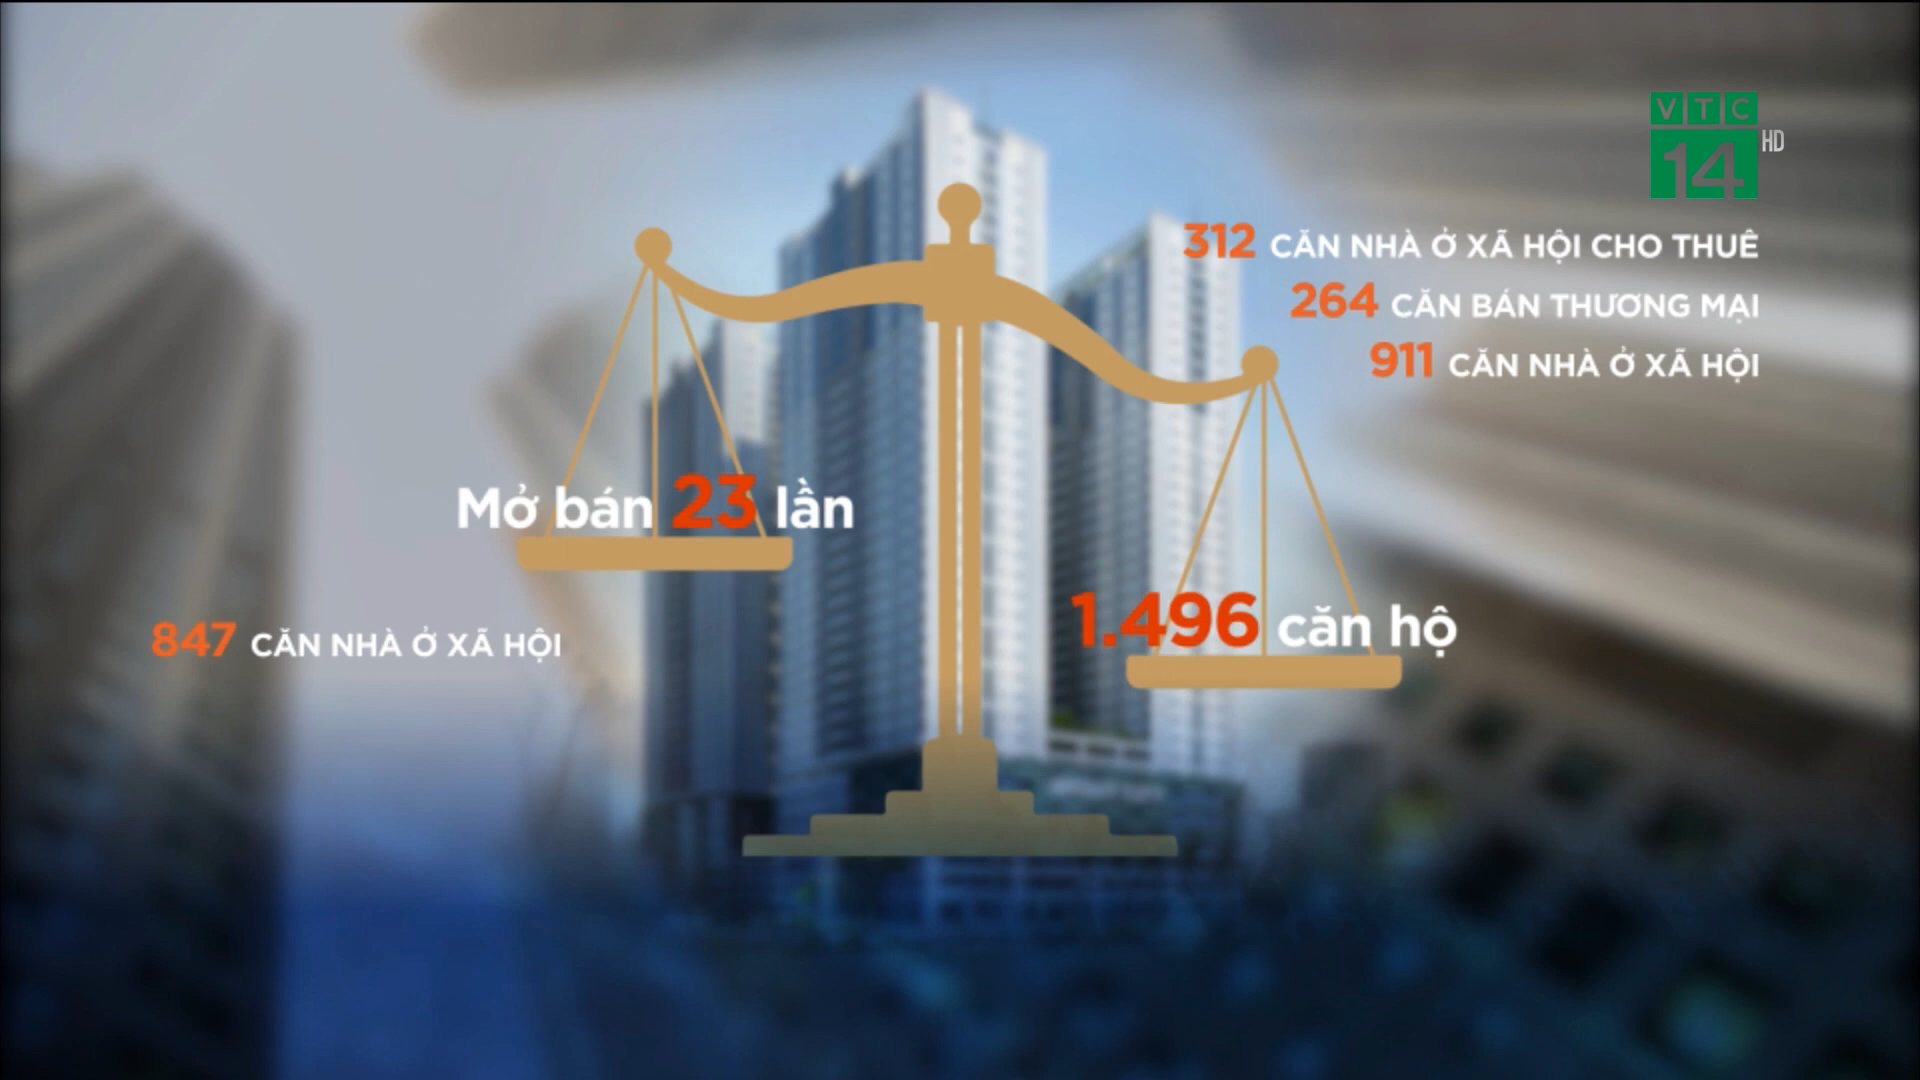 VTC
14 HD
312 CĂN NHÀ Ở XÃ HỘI CHO THUÊ
264 CĂN BÁN THƯƠNG MẠI
911 CĂN NHÀ Ở XÃ HỘI
Mở bán 23 lần
1.496 căn hộ
847 CĂN NHÀ Ở XÃ HỘI